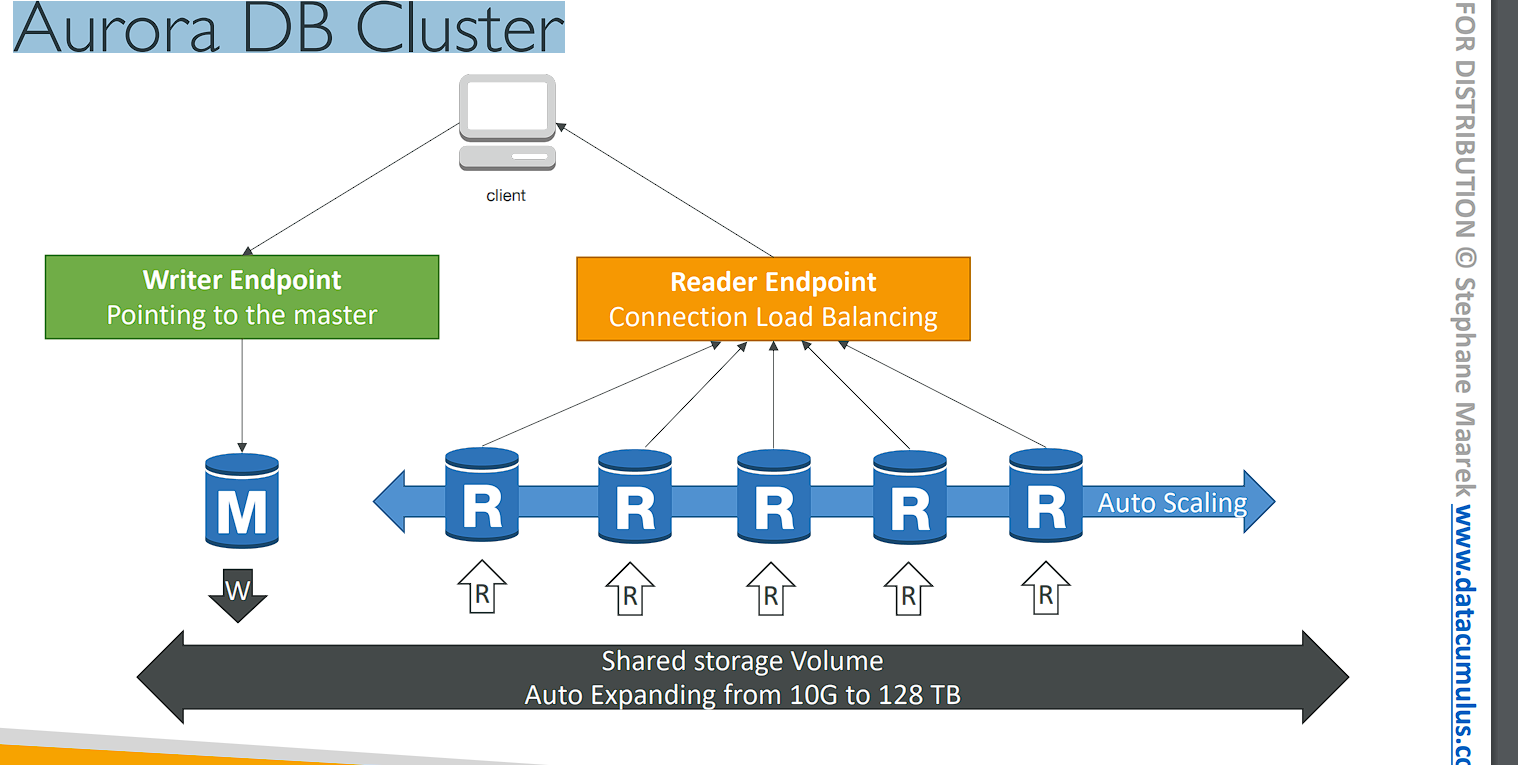 Aurora DB Cluster
client
Writer Endpoint
Pointing to the master
Reader Endpoint
Connection Load Balancing
M
R
R
R
R
R
Auto Scaling
W
R
R
R
R
R
Shared storage Volume
Auto Expanding from 10G to 128 TB
FOR DISTRIBUTION © Stephane Maarek www.datacumulus.co